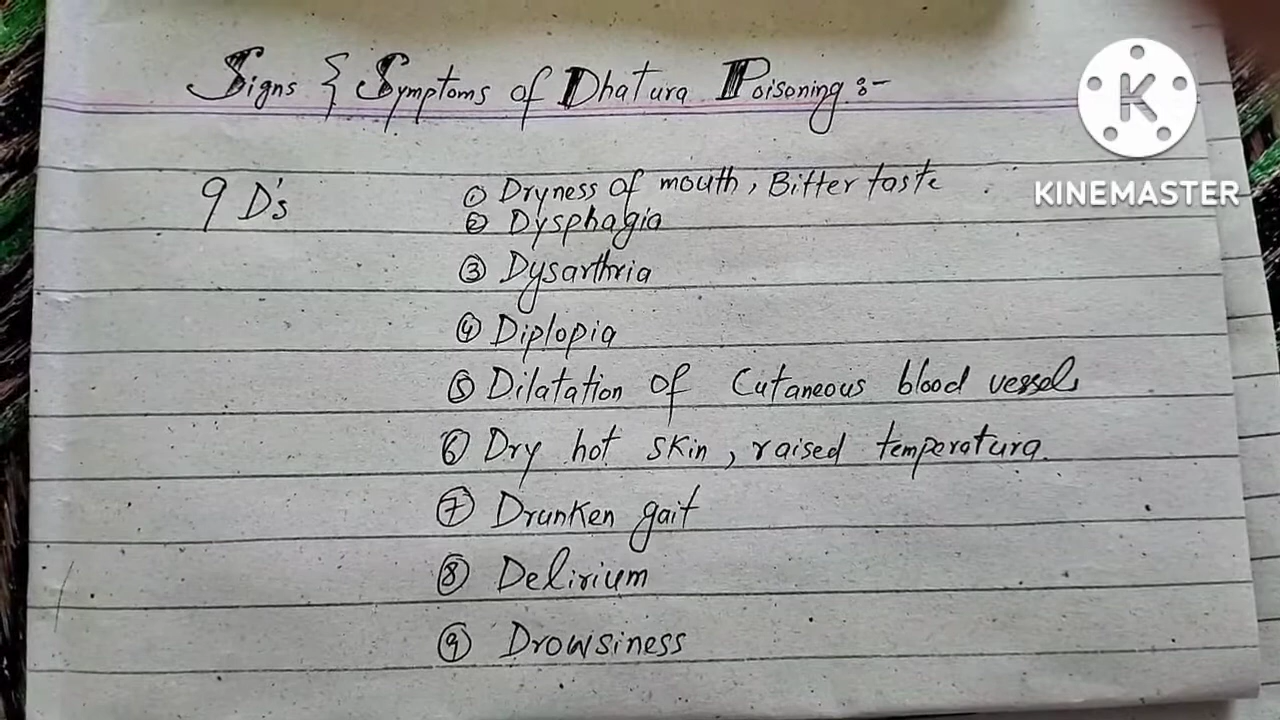 Signs & Symptoms of Dhatura Poisoning :-
K
KINEMASTER
9 D's
① Dryness of mouth, Bitter taste
② Dysphagia
③ Dysarthria
④ Diplopia
⑤ Dilatation of Cutaneous blood vessels
⑥ Dry hot skin, raised temperatura.
⑦ Drunken gait
⑧ Delirium
⑨ Drowsiness